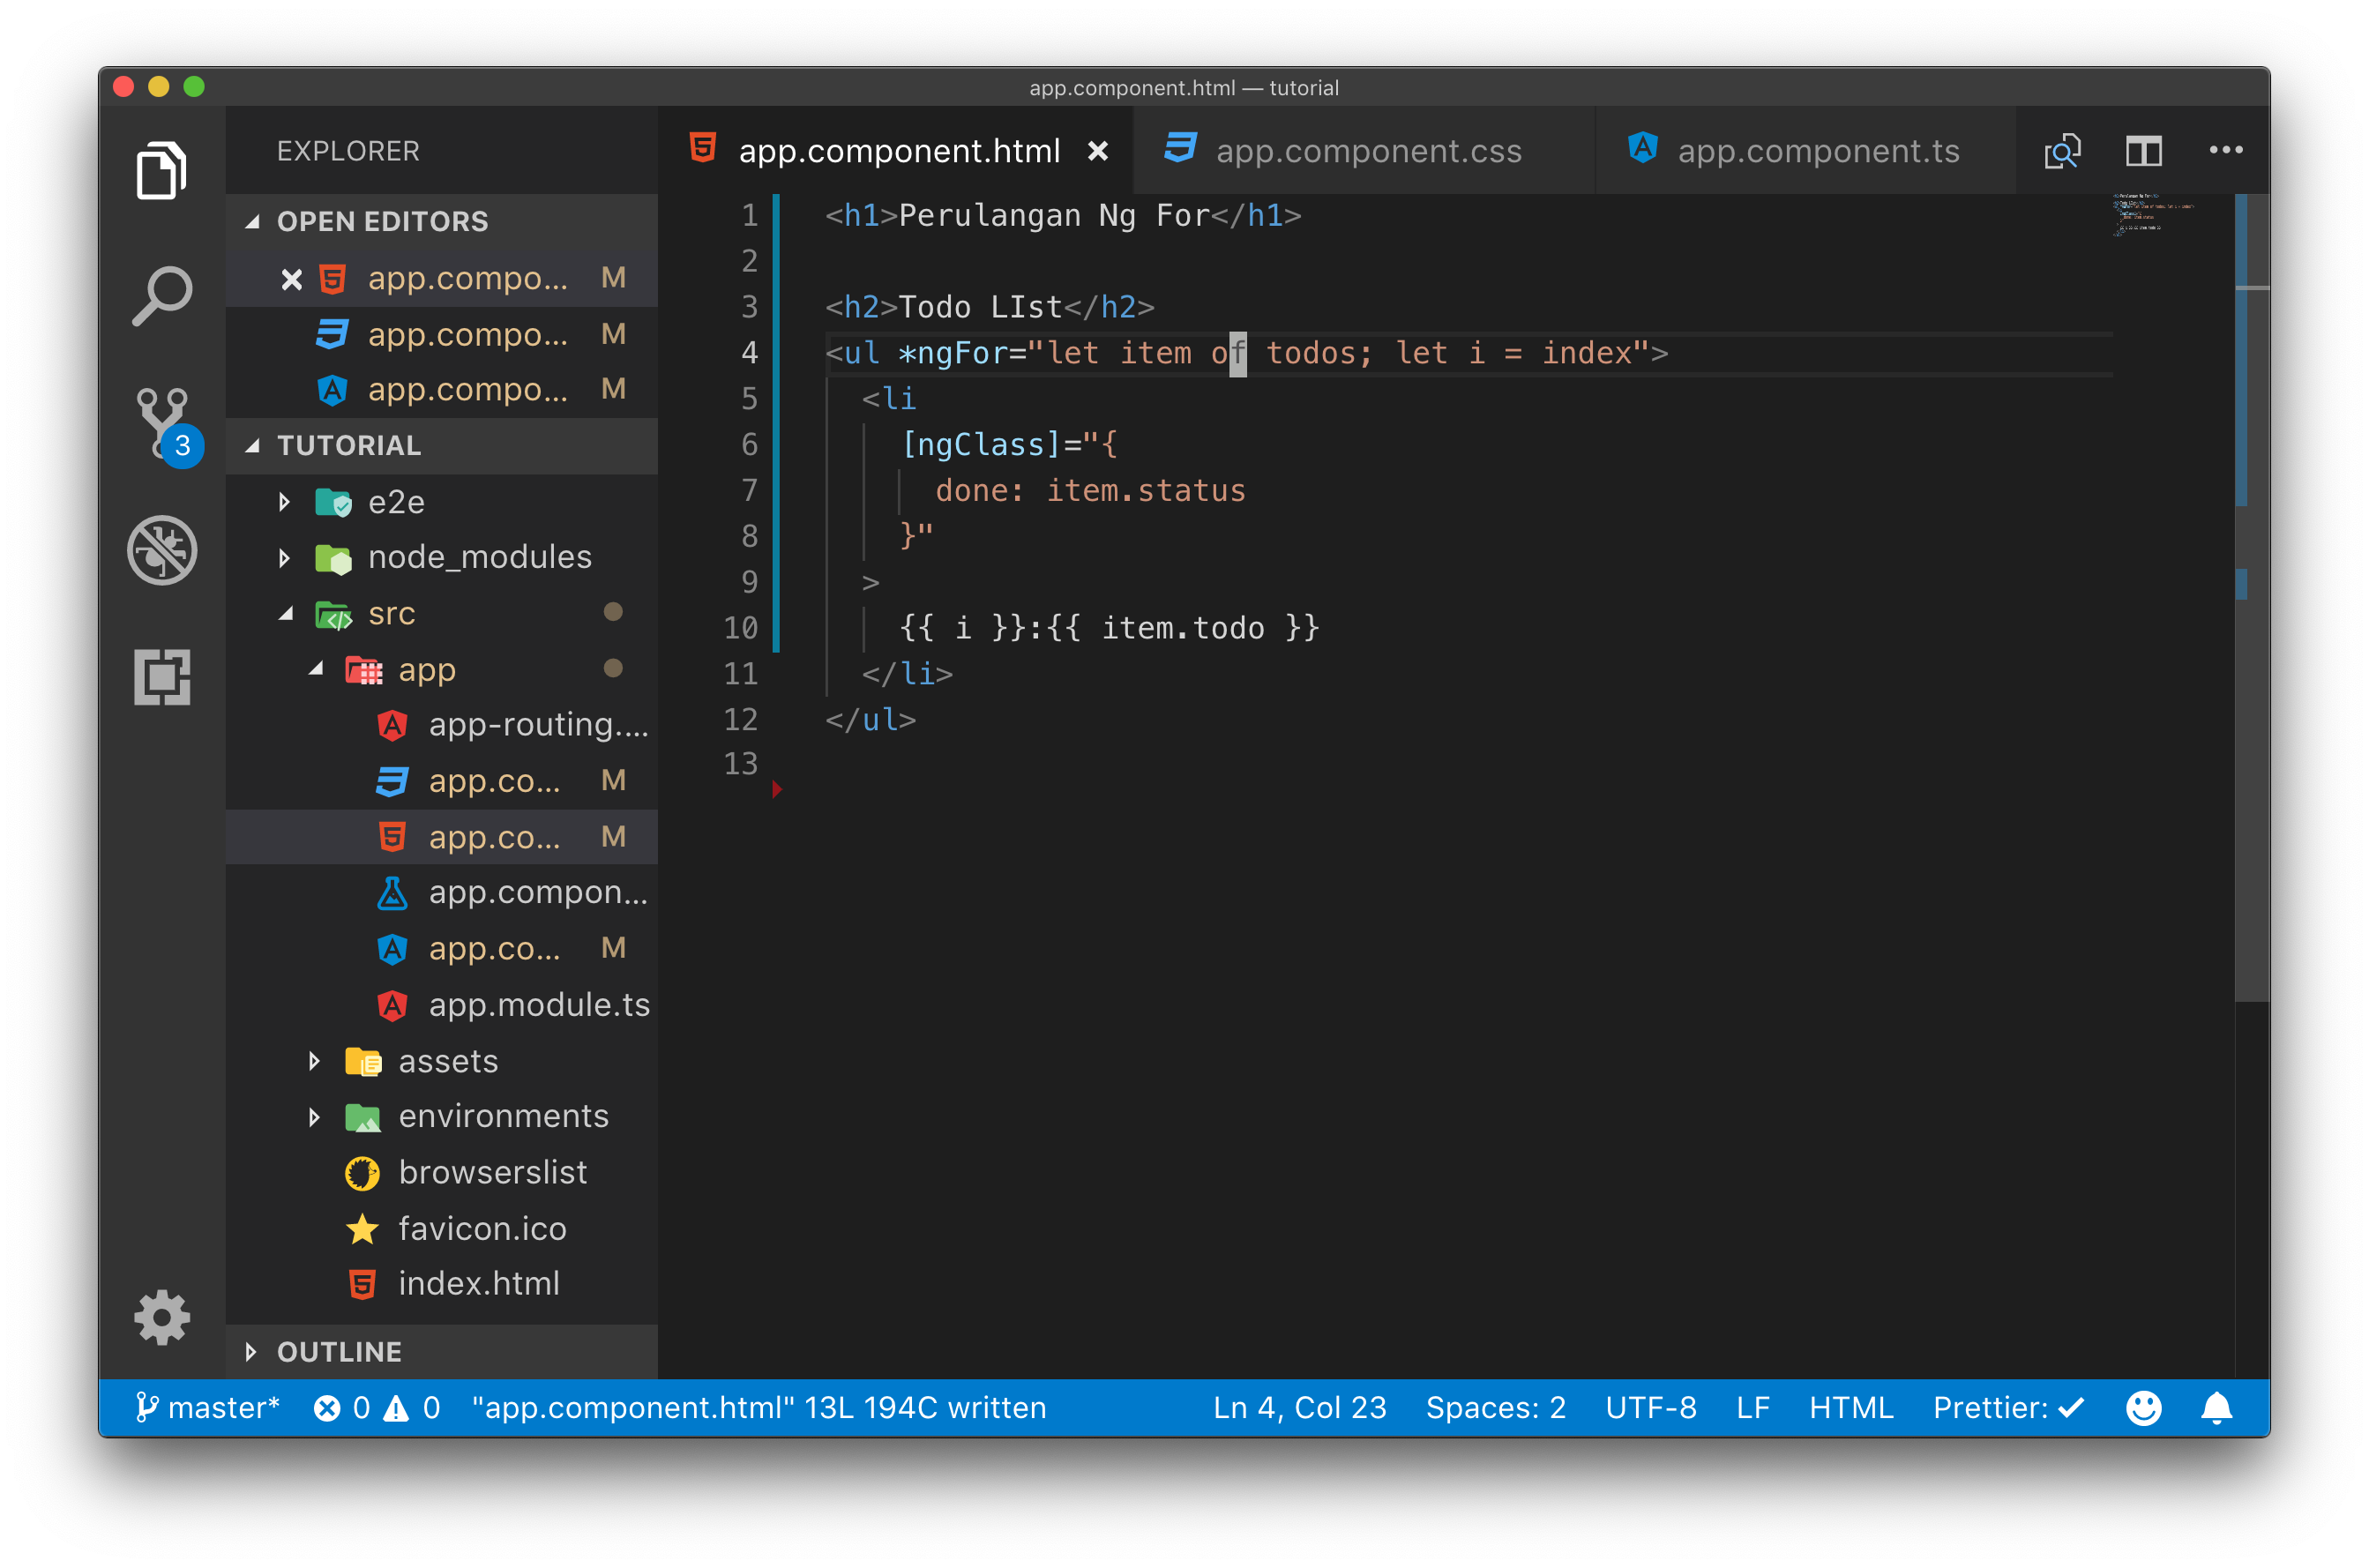 app.component.html — tutorial
EXPLORER
OPEN EDITORS
app.compo... M
app.compo... M
app.compo... M
3
TUTORIAL
e2e
node_modules
src
app
app-routing....
app.co... M
app.co... M
app.compon...
app.co... M
app.module.ts
assets
environments
browserslist
favicon.ico
index.html
OUTLINE
app.component.html
app.component.css
app.component.ts
1 <h1>Perulangan Ng For</h1>
2
3 <h2>Todo LIst</h2>
4 <ul *ngFor="let item of todos; let i = index">
5 <li
6 [ngClass]="{
7 done: item.status
8 }"
9 >
10 {{ i }}:{{ item.todo }}
11 </li>
12 </ul>
13
master* 0 0 "app.component.html" 13L 194C written Ln 4, Col 23 Spaces: 2 UTF-8 LF HTML Prettier: ✓